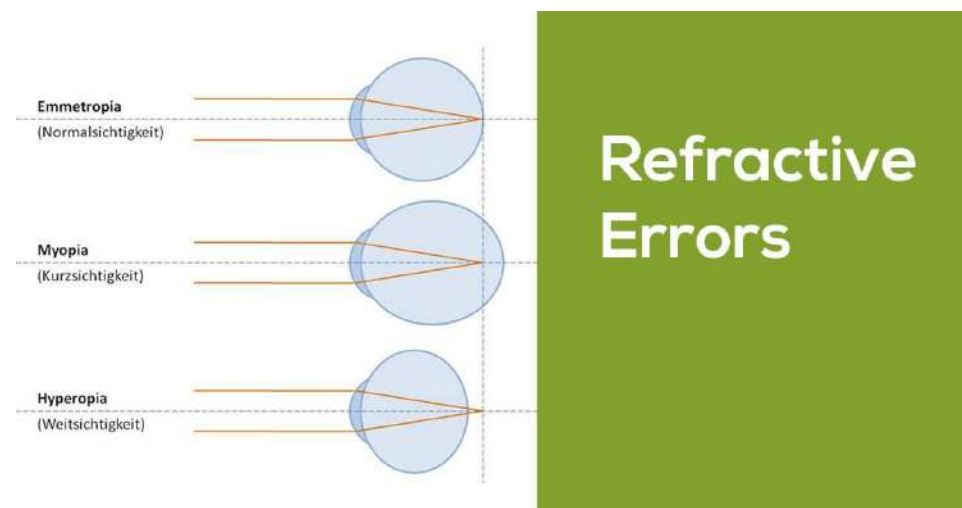 Emmetropia
(Normalsichtigkeit)
Myopia
(Kurzsichtigkeit)
Hyperopia
(Weitsichtigkeit)
Refractive
Errors